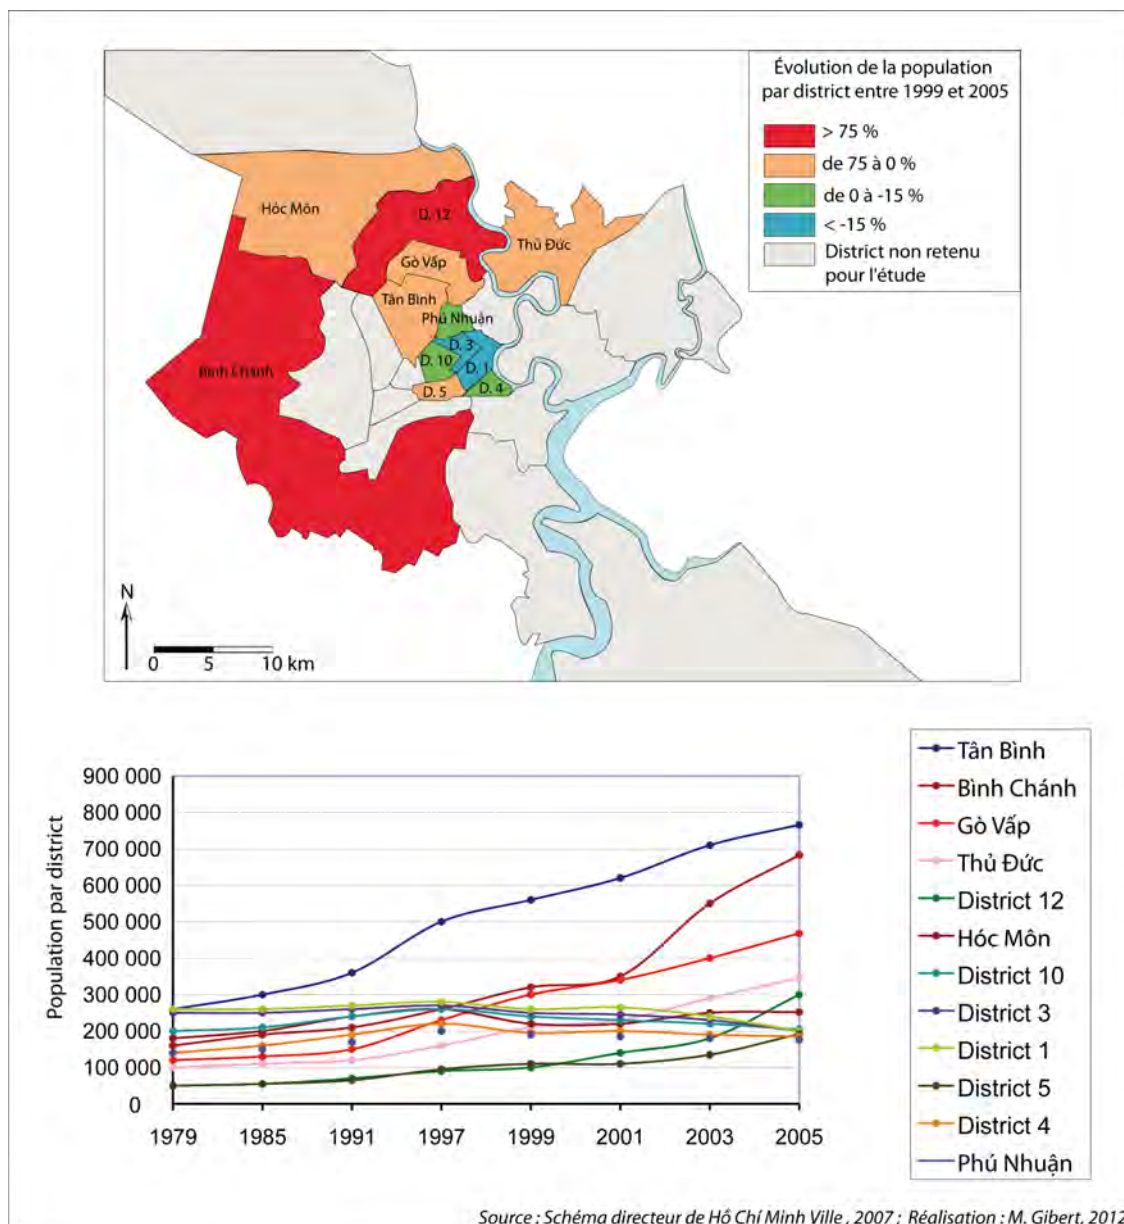 Évolution de la population
par district entre 1999 et 2005
> 75 %
de 75 à 0 %
de 0 à -15 %
< -15 %
District non retenu
pour l'étude
Hóc Môn
D. 12
Thủ Đức
Gò Vấp
Tân Bình
Phú Nhuận
D. 3
D. 10
D. 1
Bình Chánh
D. 5
D. 4
N
0 5 10 km
Population par district
900 000
800 000
700 000
600 000
500 000
400 000
300 000
200 000
100 000
0
1979 1985 1991 1997 1999 2001 2003 2005
Tân Bình
Bình Chánh
Gò Vấp
Thủ Đức
District 12
Hóc Môn
District 10
District 3
District 1
District 5
District 4
Phú Nhuận
Source : Schéma directeur de Hô Chí Minh Ville , 2007 ; Réalisation : M. Gibert, 2012